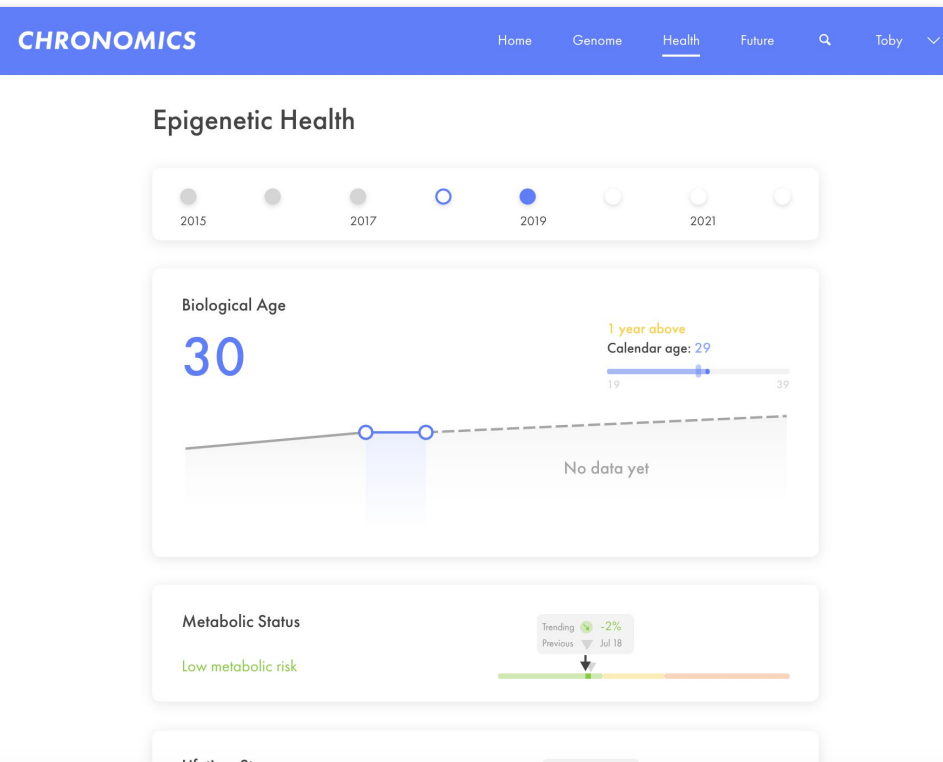 CHRONOMICS
Home Genome Health Future Toby
Epigenetic Health
2015 2017 2019 2021
Biological Age
30
1 year above
Calendar age: 29
19 39
No data yet
Metabolic Status
Low metabolic risk
Trending -2%
Previous Jul 18